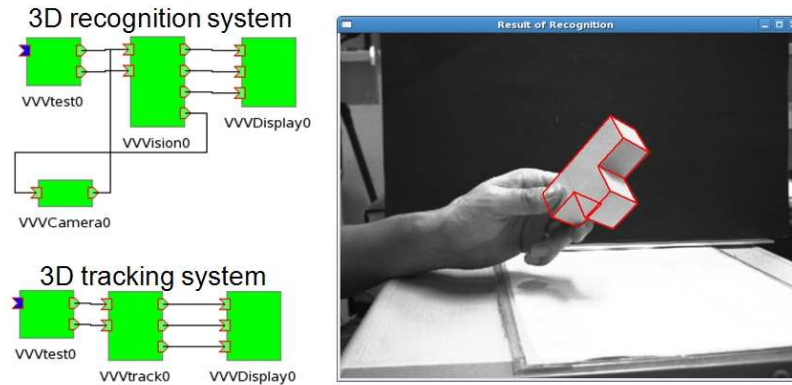 3D recognition system
VVVtest0
VVVision0
VVVDisplay0
VVVCamera0
3D tracking system
VVVtest0
VVVtrack0
VVVDisplay0
Result of Recognition